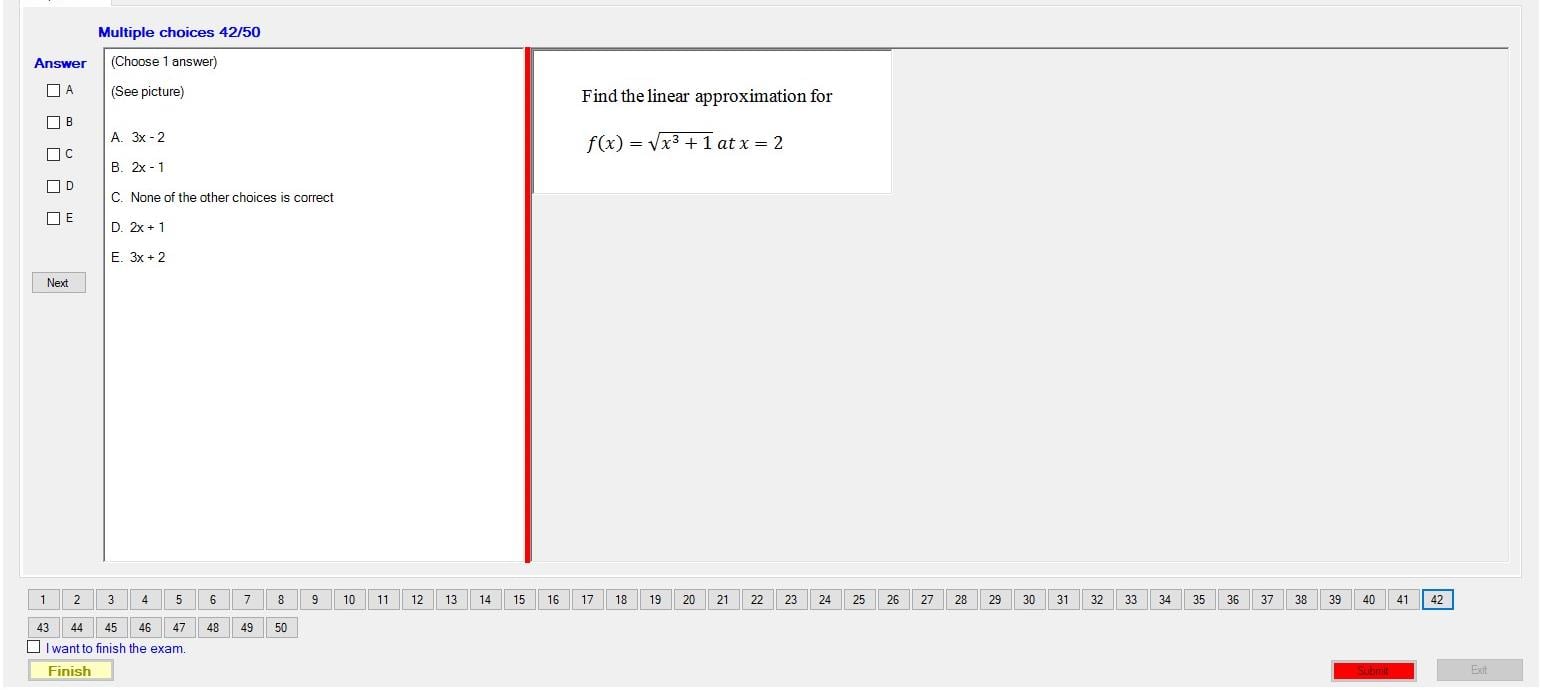 Multiple choices 42/50
Answer
A
B
C
D
E
Next
(Choose 1 answer)
(See picture)
A. 3x - 2
B. 2x - 1
C. None of the other choices is correct
D. 2x + 1
E. 3x + 2
Find the linear approximation for
f(x) = √x³ + 1 at x = 2
1 2 3 4 5 6 7 8 9 10 11 12 13 14 15 16 17 18 19 20 21 22 23 24 25 26 27 28 29 30 31 32 33 34 35 36 37 38 39 40 41 42
43 44 45 46 47 48 49 50
I want to finish the exam.
Finish
Submit
Exit